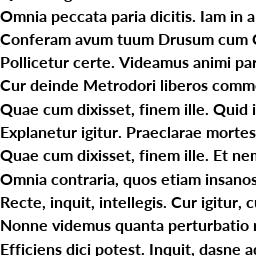 Omnia peccata paria dicitis. Iam in a
Conferam avum tuum Drusum cum
Pollicetur certe. Videamus animi par
Cur deinde Metrodori liberos comm
Quae cum dixisset, finem ille. Quid
Explanetur igitur. Praeclarae mortes
Quae cum dixisset, finem ille. Et nem
Omnia contraria, quos etiam insanos
Recte, inquit, intellegis. Cur igitur, c
Nonne videmus quanta perturbatio
Efficiens dici potest. Inquit, dasne a